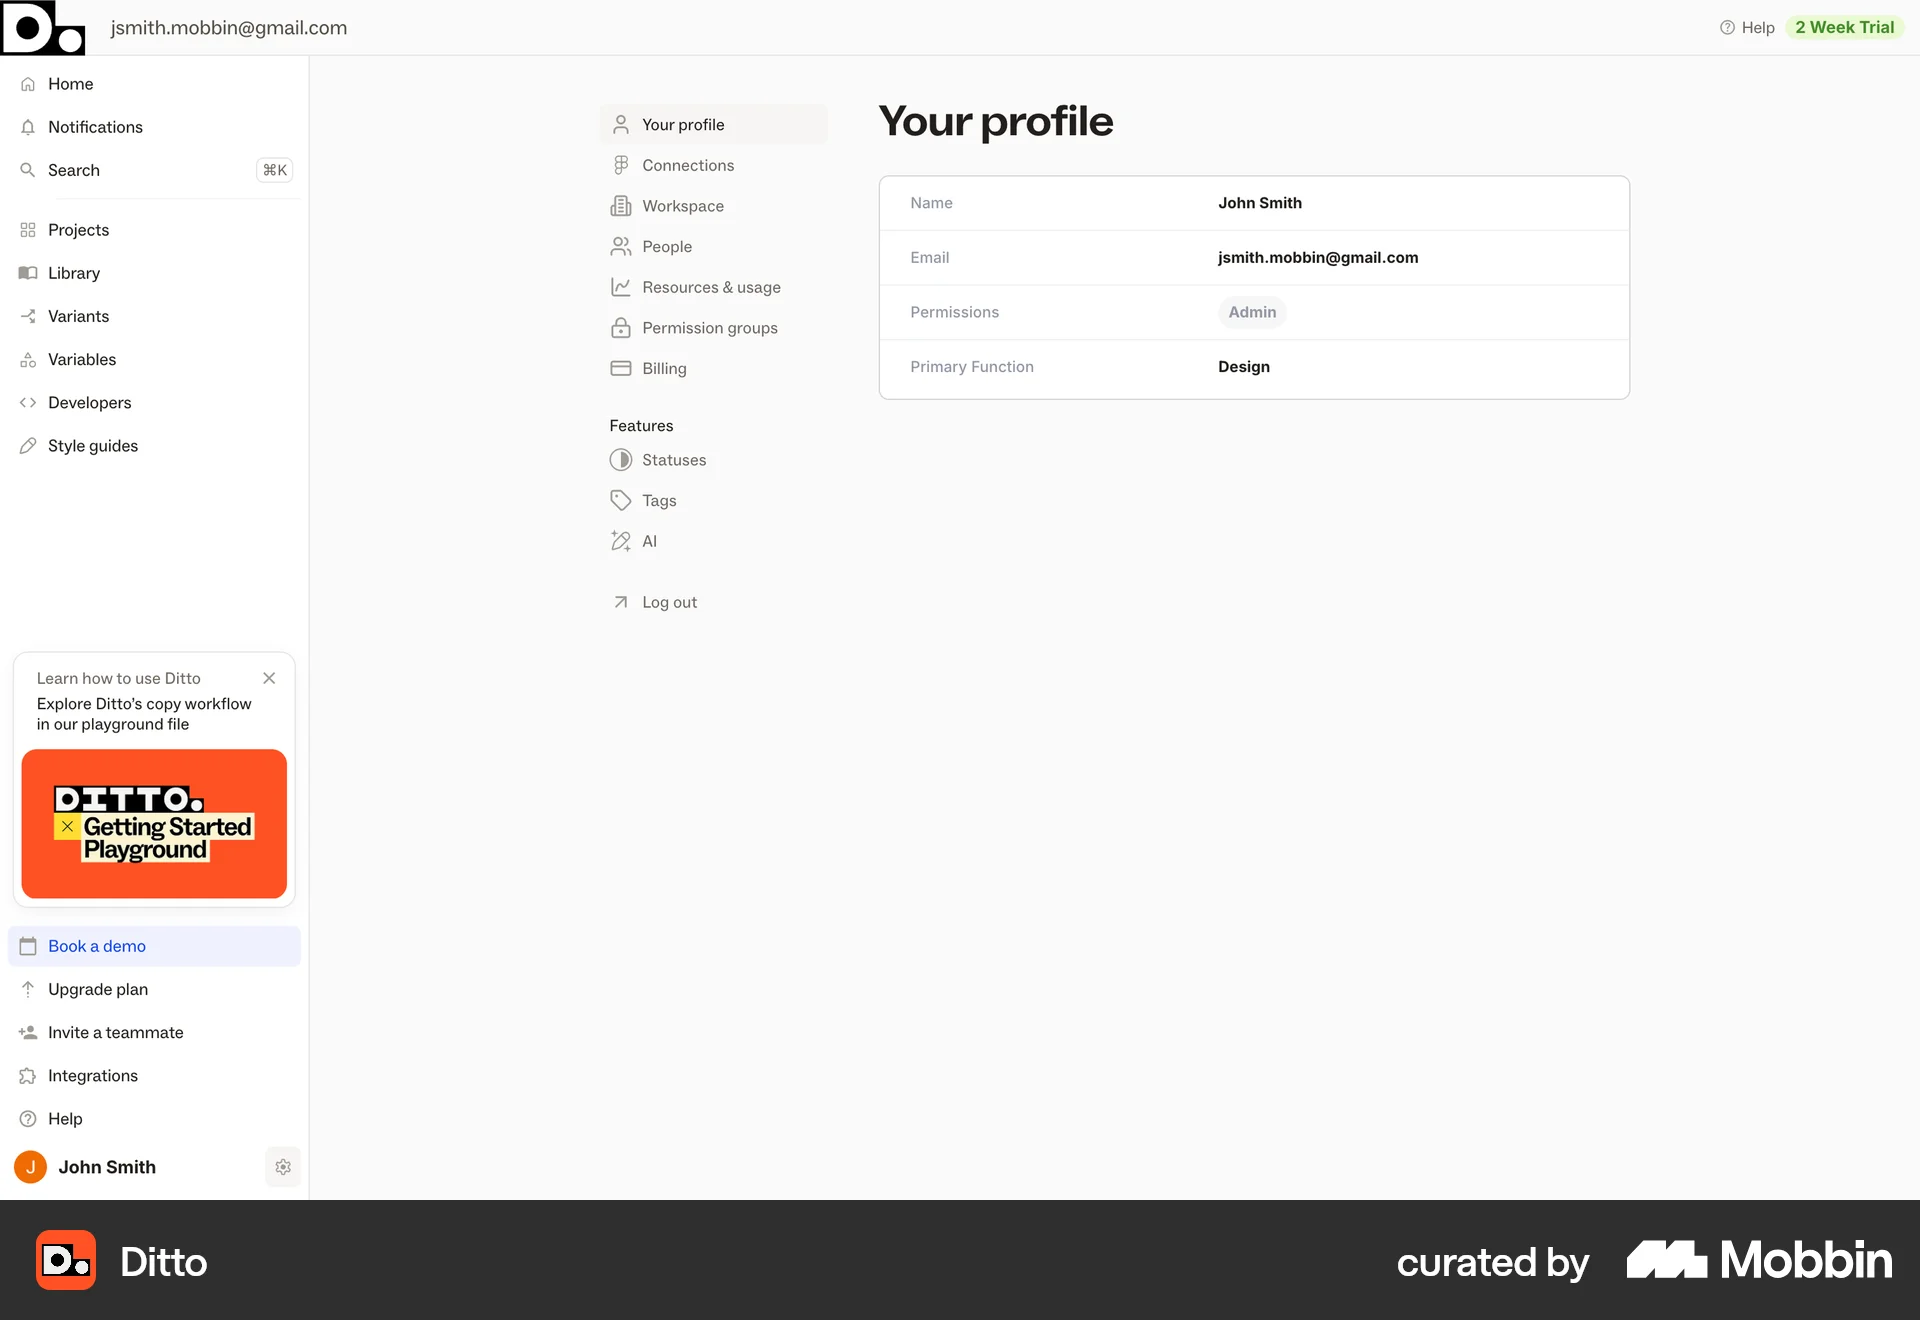 D.
jsmith.mobbin@gmail.com
Help
2 Week Trial
Home
Notifications
Search
⌘K
Projects
Library
Variants
Variables
Developers
Style guides
Learn how to use Ditto
Explore Ditto's copy workflow
in our playground file
DITTO.
Getting Started
Playground
Book a demo
Upgrade plan
Invite a teammate
Integrations
Help
J
John Smith
Your profile
Connections
Workspace
People
Resources & usage
Permission groups
Billing
Features
Statuses
Tags
AI
Log out
Your profile
Name
John Smith
Email
jsmith.mobbin@gmail.com
Permissions
Admin
Primary Function
Design
D.
Ditto
curated by
Mobbin